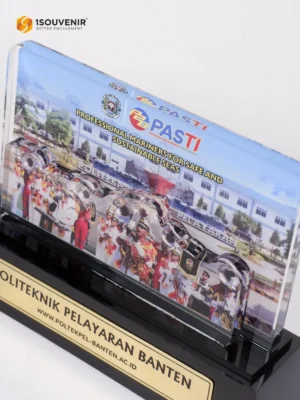 1SOUVENIR
BETTER ENGAGEMENT
PASTI
PASTI
PROFESSIONAL MARINERS FOR SAFE AND
SUSTAINABLE SEAS
POLITEKNIK PELAYARAN BANTEN
WWW.POLTEKPEL-BANTEN.AC.ID